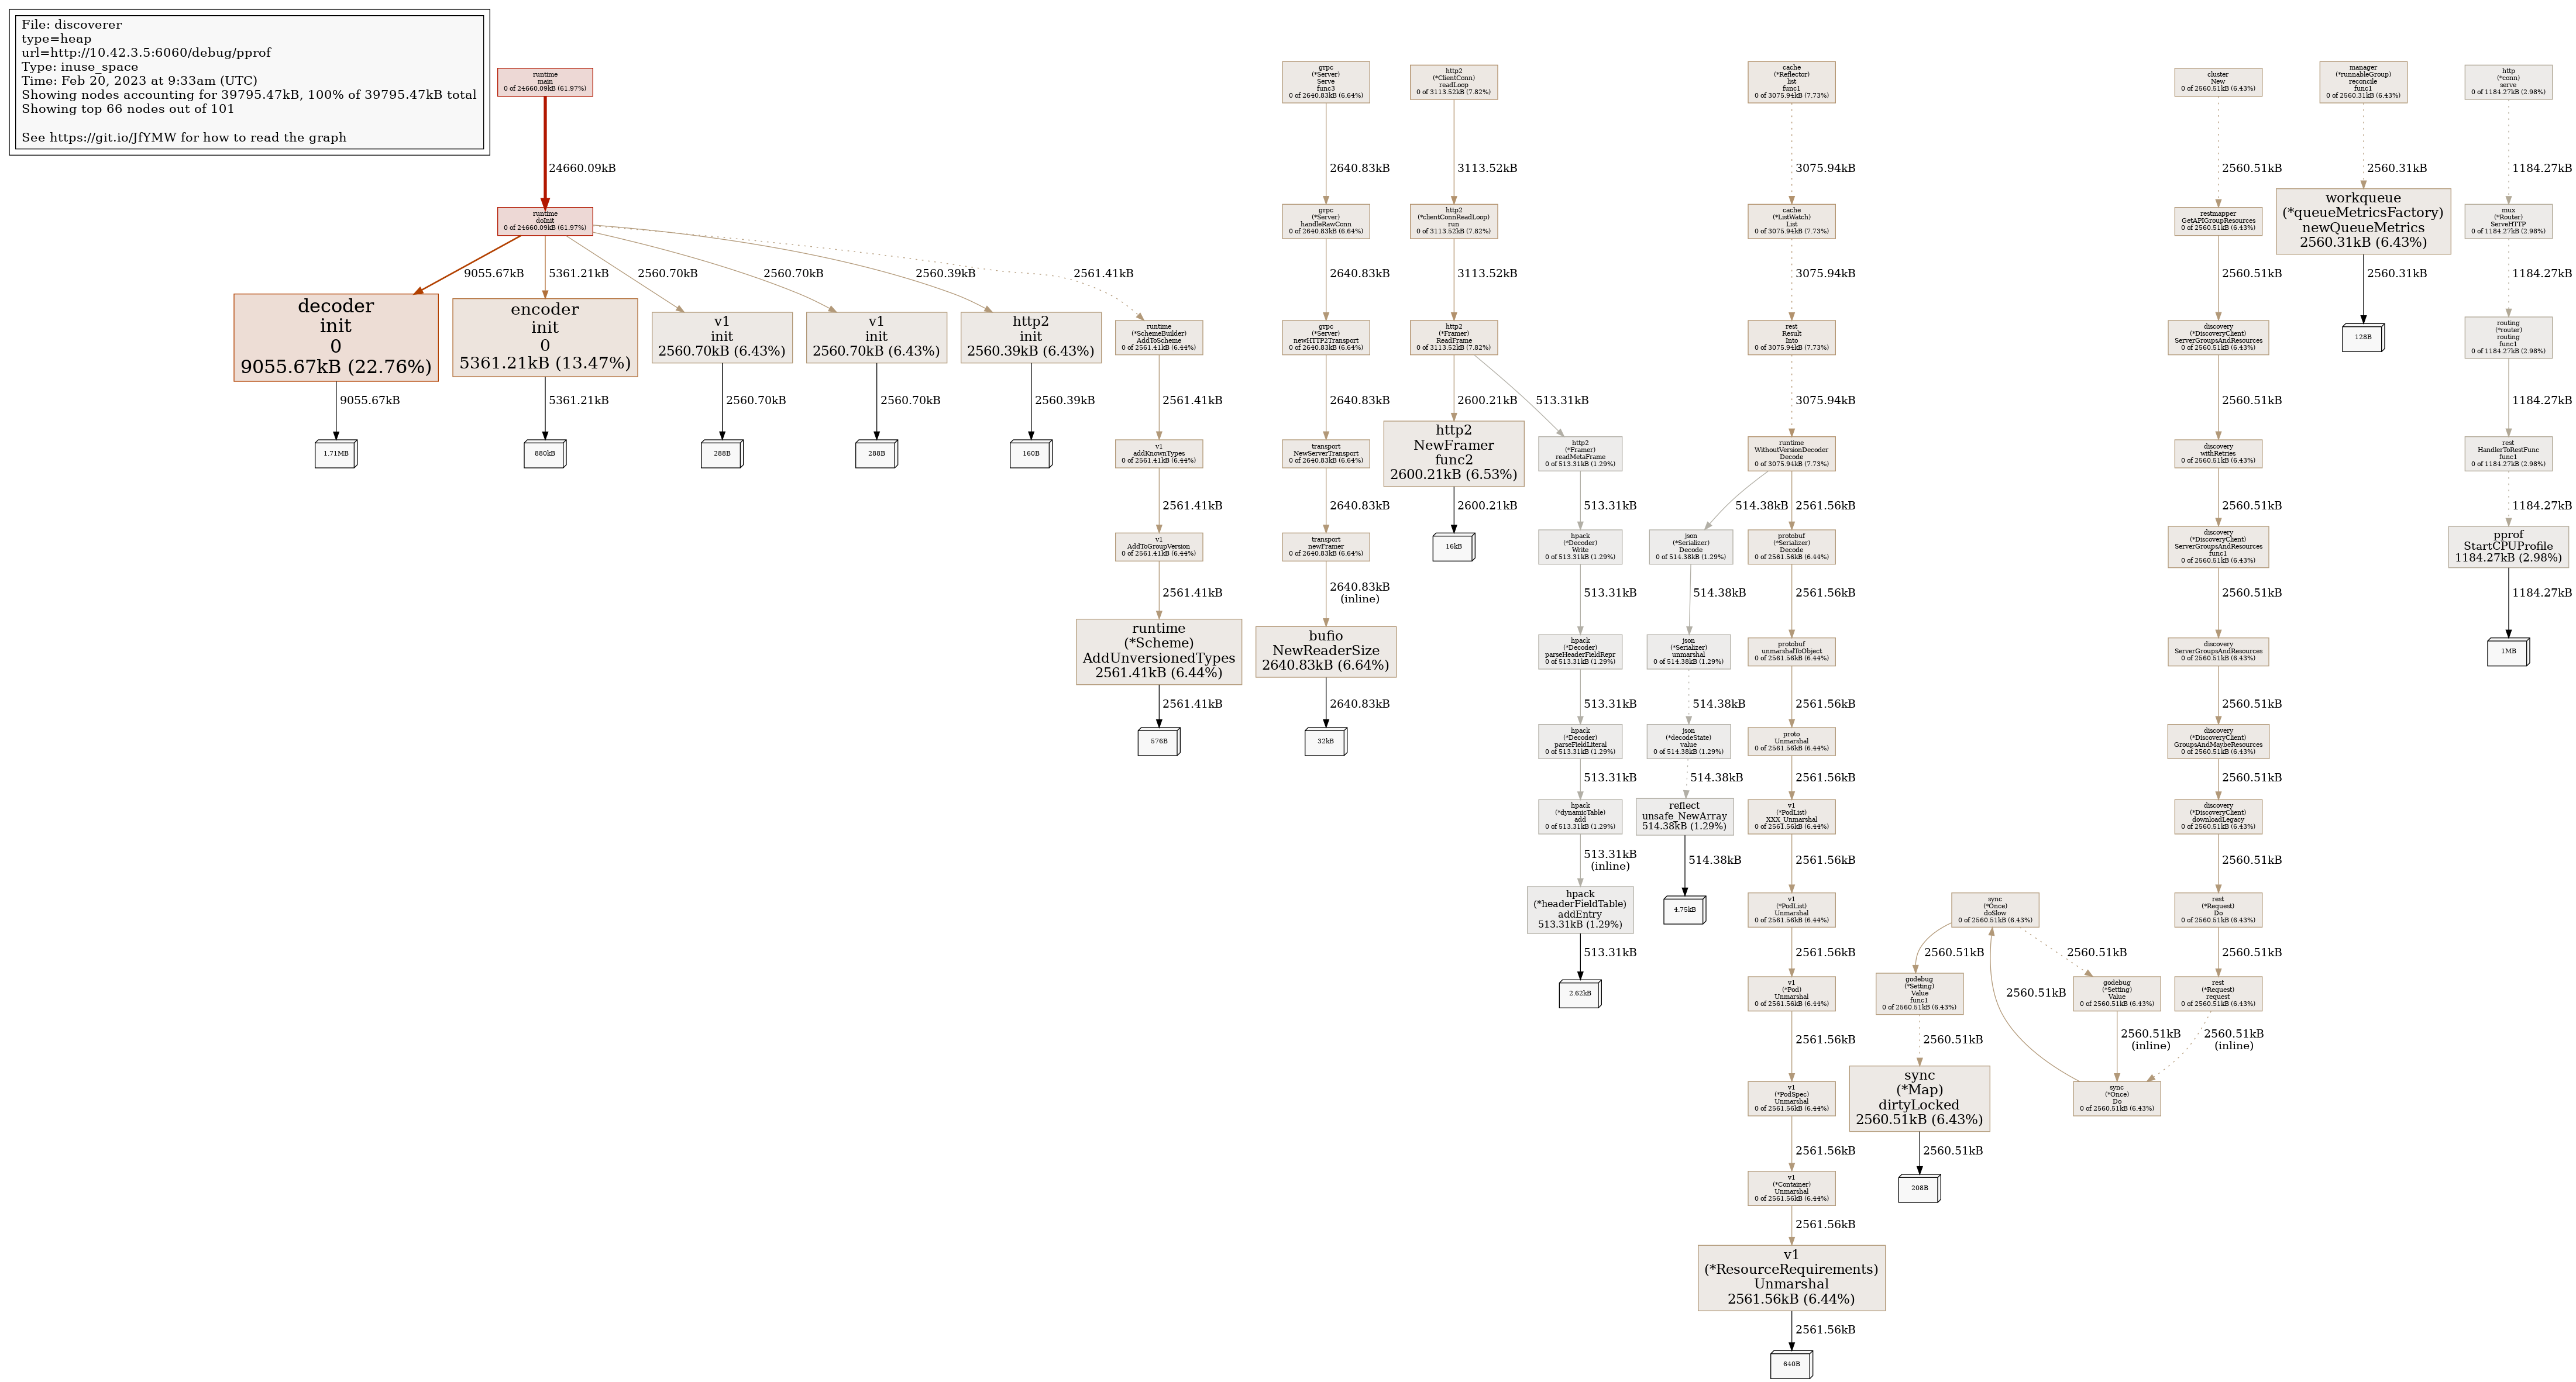 File: discoverer
type=heap
url=http://10.42.3.5:6060/debug/pprof
Type: inuse_space
Time: Feb 20, 2023 at 9:33am (UTC)
Showing nodes accounting for 39795.47kB, 100% of 39795.47kB total
Showing top 66 nodes out of 101
See https://git.io/JfYMW for how to read the graph
runtime
main
0 of 24660.09kB (61.97%)
24660.09kB
runtime
doInit
0 of 24660.09kB (61.97%)
9055.67kB
5361.21kB
2560.70kB
2560.70kB
2560.39kB
2561.41kB
decoder
init
0
9055.67kB (22.76%)
9055.67kB
1.71MB
encoder
init
0
5361.21kB (13.47%)
5361.21kB
880kB
v1
init
2560.70kB (6.43%)
2560.70kB
288B
v1
init
2560.70kB (6.43%)
2560.70kB
288B
http2
init
2560.39kB (6.43%)
2560.39kB
160B
runtime
(*SchemeBuilder)
AddToScheme
0 of 2561.41kB (6.44%)
2561.41kB
v1
addKnownTypes
0 of 2561.41kB (6.44%)
2561.41kB
v1
AddToGroupVersion
0 of 2561.41kB (6.44%)
2561.41kB
runtime
(*Scheme)
AddUnversionedTypes
2561.41kB (6.44%)
2561.41kB
576B
grpc
(*Server)
Serve
func3
0 of 2640.83kB (6.64%)
2640.83kB
grpc
(*Server)
handleRawConn
0 of 2640.83kB (6.64%)
2640.83kB
grpc
(*Server)
newHTTP2Transport
0 of 2640.83kB (6.64%)
2640.83kB
transport
NewServerTransport
0 of 2640.83kB (6.64%)
2640.83kB
transport
newFramer
0 of 2640.83kB (6.64%)
2640.83kB
(inline)
bufio
NewReaderSize
2640.83kB (6.64%)
2640.83kB
32kB
http2
(*ClientConn)
readLoop
0 of 3113.52kB (7.82%)
3113.52kB
http2
(*clientConnReadLoop)
run
0 of 3113.52kB (7.82%)
3113.52kB
http2
(*Framer)
ReadFrame
0 of 3113.52kB (7.82%)
2600.21kB
513.31kB
http2
NewFramer
func2
2600.21kB (6.53%)
2600.21kB
16kB
http2
(*Framer)
readMetaFrame
0 of 513.31kB (1.29%)
513.31kB
hpack
(*Decoder)
Write
0 of 513.31kB (1.29%)
513.31kB
hpack
(*Decoder)
parseHeaderFieldRepr
0 of 513.31kB (1.29%)
513.31kB
hpack
(*Decoder)
parseFieldLiteral
0 of 513.31kB (1.29%)
513.31kB
hpack
(*dynamicTable)
add
0 of 513.31kB (1.29%)
513.31kB
(inline)
hpack
(*headerFieldTable)
addEntry
513.31kB (1.29%)
513.31kB
2.62kB
cache
(*Reflector)
list
func1
0 of 3075.94kB (7.73%)
3075.94kB
cache
(*ListWatch)
List
0 of 3075.94kB (7.73%)
3075.94kB
rest
Result
Into
0 of 3075.94kB (7.73%)
3075.94kB
runtime
WithoutVersionDecoder
Decode
0 of 3075.94kB (7.73%)
514.38kB
2561.56kB
json
(*Serializer)
Decode
0 of 514.38kB (1.29%)
514.38kB
json
(*Serializer)
unmarshal
0 of 514.38kB (1.29%)
514.38kB
json
(*decodeState)
value
0 of 514.38kB (1.29%)
514.38kB
reflect
unsafe_NewArray
514.38kB (1.29%)
514.38kB
4.75kB
protobuf
(*Serializer)
Decode
0 of 2561.56kB (6.44%)
2561.56kB
protobuf
unmarshalToObject
0 of 2561.56kB (6.44%)
2561.56kB
proto
Unmarshal
0 of 2561.56kB (6.44%)
2561.56kB
v1
(*PodList)
XXX_Unmarshal
0 of 2561.56kB (6.44%)
2561.56kB
v1
(*PodList)
Unmarshal
0 of 2561.56kB (6.44%)
2561.56kB
v1
(*Pod)
Unmarshal
0 of 2561.56kB (6.44%)
2561.56kB
v1
(*PodSpec)
Unmarshal
0 of 2561.56kB (6.44%)
2561.56kB
v1
(*Container)
Unmarshal
0 of 2561.56kB (6.44%)
2561.56kB
v1
(*ResourceRequirements)
Unmarshal
2561.56kB (6.44%)
2561.56kB
640B
cluster
New
0 of 2560.51kB (6.43%)
2560.51kB
restmapper
GetAPIGroupResources
0 of 2560.51kB (6.43%)
2560.51kB
discovery
(*DiscoveryClient)
ServerGroupsAndResources
0 of 2560.51kB (6.43%)
2560.51kB
discovery
withRetries
0 of 2560.51kB (6.43%)
2560.51kB
discovery
(*DiscoveryClient)
ServerGroupsAndResources
func1
0 of 2560.51kB (6.43%)
2560.51kB
discovery
ServerGroupsAndResources
0 of 2560.51kB (6.43%)
2560.51kB
discovery
(*DiscoveryClient)
GroupsAndMaybeResources
0 of 2560.51kB (6.43%)
2560.51kB
discovery
(*DiscoveryClient)
downloadLegacy
0 of 2560.51kB (6.43%)
2560.51kB
rest
(*Request)
Do
0 of 2560.51kB (6.43%)
2560.51kB
rest
(*Request)
request
0 of 2560.51kB (6.43%)
2560.51kB
(inline)
sync
(*Once)
doSlow
0 of 2560.51kB (6.43%)
2560.51kB
2560.51kB
2560.51kB
godebug
(*Setting)
Value
func1
0 of 2560.51kB (6.43%)
2560.51kB
godebug
(*Setting)
Value
0 of 2560.51kB (6.43%)
2560.51kB
(inline)
sync
(*Once)
Do
0 of 2560.51kB (6.43%)
sync
(*Map)
dirtyLocked
2560.51kB (6.43%)
2560.51kB
208B
manager
(*runnableGroup)
reconcile
func1
0 of 2560.31kB (6.43%)
2560.31kB
workqueue
(*queueMetricsFactory)
newQueueMetrics
2560.31kB (6.43%)
2560.31kB
128B
http
(*conn)
serve
0 of 1184.27kB (2.98%)
1184.27kB
mux
(*Router)
ServeHTTP
0 of 1184.27kB (2.98%)
1184.27kB
routing
(*router)
routing
func1
0 of 1184.27kB (2.98%)
1184.27kB
rest
HandlerToRestFunc
func1
0 of 1184.27kB (2.98%)
1184.27kB
pprof
StartCPUProfile
1184.27kB (2.98%)
1184.27kB
1MB